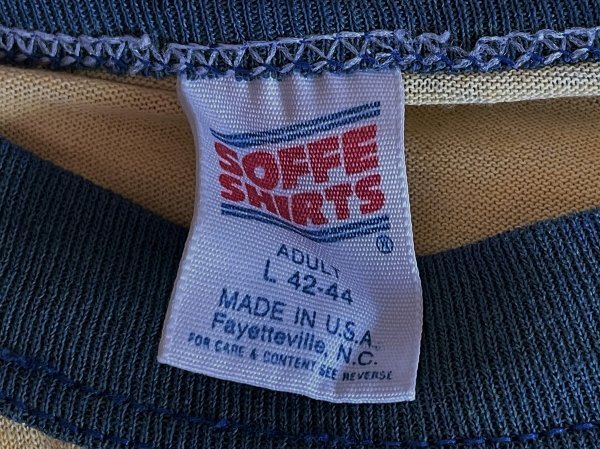 SOFFE
SHIRTS
®
ADULT
L 42-44
MADE IN U.S.A.
Fayetteville, N.C.
FOR CARE & CONTENT SEE REVERSE